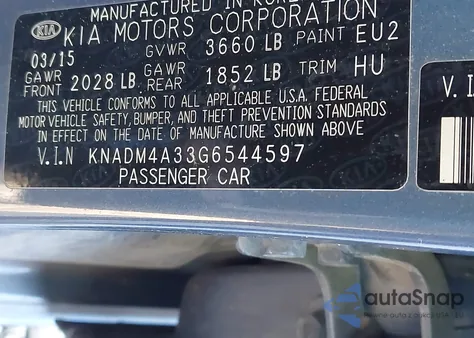 MANUFACTURED IN KOREA
KIA KIA MOTORS CORPORATION
03/15 GVWR 3660 LB PAINT EU2
GAWR FRONT 2028 LB GAWR REAR 1852 LB TRIM HU
THIS VEHICLE CONFORMS TO ALL APPLICABLE U.S.A. FEDERAL
MOTOR VEHICLE SAFETY, BUMPER, AND THEFT PREVENTION STANDARDS
IN EFFECT ON THE DATE OF MANUFACTURE SHOWN ABOVE
V.I.N KNADM4A33G6544597
PASSENGER CAR
V.I
autoSnap